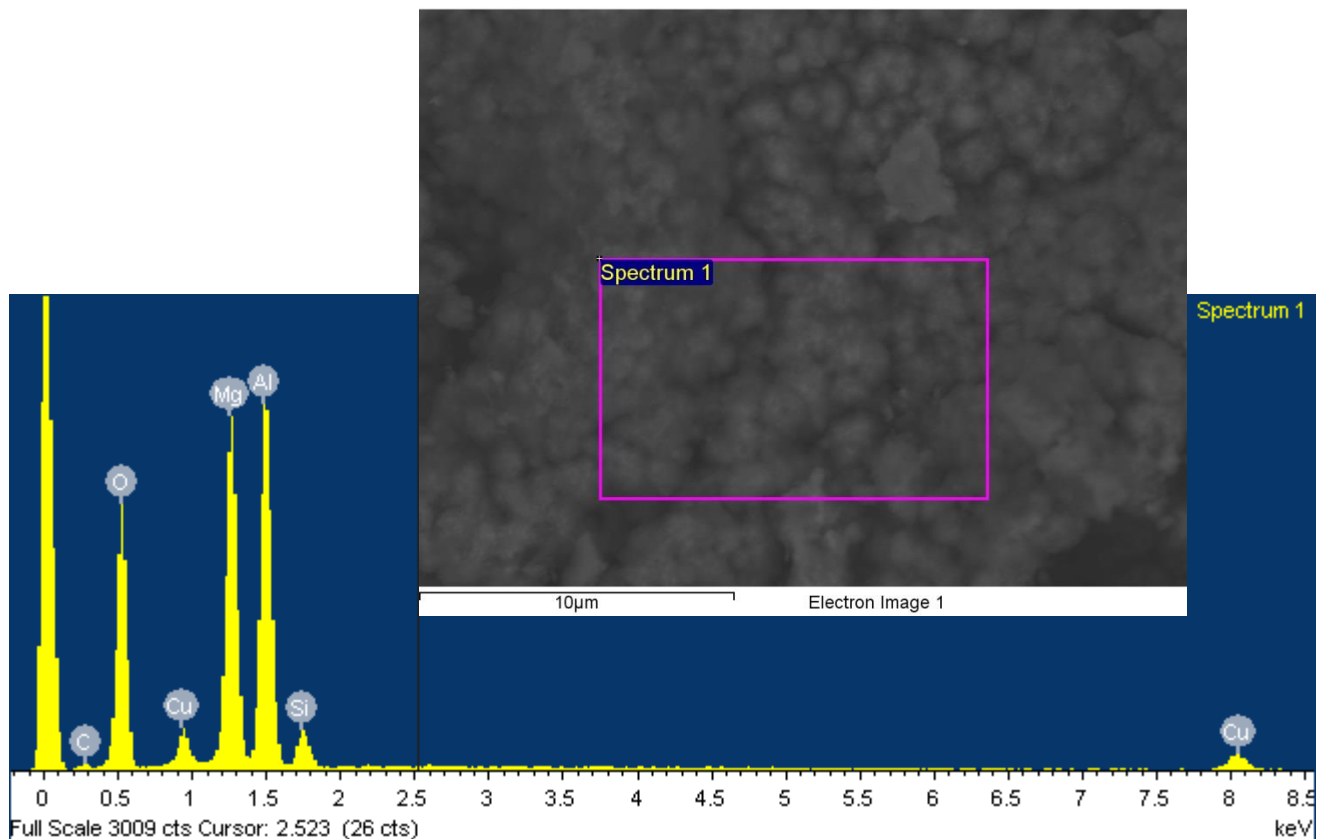 Spectrum 1
10µm Electron Image 1
Spectrum 1
Al
Mg
O
Cu
Si
C
Cu
0 0.5 1 1.5 2 2.5 3 3.5 4 4.5 5 5.5 6 6.5 7 7.5 8 8.5
Full Scale 3009 cts Cursor: 2.523 (26 cts) keV